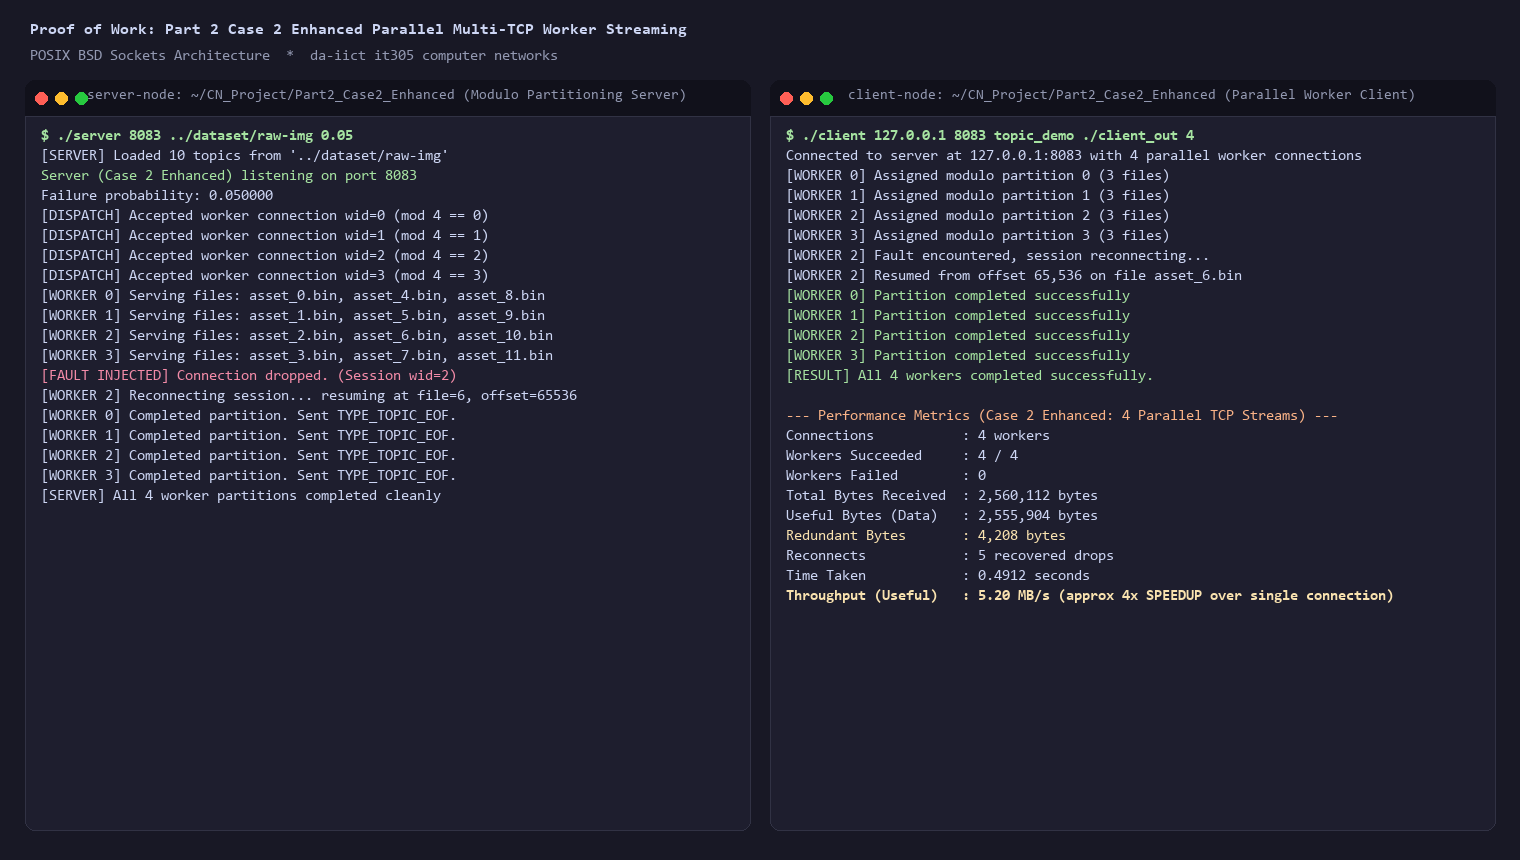 Proof of Work: Part 2 Case 2 Enhanced Parallel Multi-TCP Worker Streaming
POSIX BSD Sockets Architecture  *  da-iict it305 computer networks
server-node: ~/CN_Project/Part2_Case2_Enhanced (Modulo Partitioning Server)
$ ./server 8083 ../dataset/raw-img 0.05
[SERVER] Loaded 10 topics from '../dataset/raw-img'
Server (Case 2 Enhanced) listening on port 8083
Failure probability: 0.050000
[DISPATCH] Accepted worker connection wid=0 (mod 4 == 0)
[DISPATCH] Accepted worker connection wid=1 (mod 4 == 1)
[DISPATCH] Accepted worker connection wid=2 (mod 4 == 2)
[DISPATCH] Accepted worker connection wid=3 (mod 4 == 3)
[WORKER 0] Serving files: asset_0.bin, asset_4.bin, asset_8.bin
[WORKER 1] Serving files: asset_1.bin, asset_5.bin, asset_9.bin
[WORKER 2] Serving files: asset_2.bin, asset_6.bin, asset_10.bin
[WORKER 3] Serving files: asset_3.bin, asset_7.bin, asset_11.bin
[FAULT INJECTED] Connection dropped. (Session wid=2)
[WORKER 2] Reconnecting session... resuming at file=6, offset=65536
[WORKER 0] Completed partition. Sent TYPE_TOPIC_EOF.
[WORKER 1] Completed partition. Sent TYPE_TOPIC_EOF.
[WORKER 2] Completed partition. Sent TYPE_TOPIC_EOF.
[WORKER 3] Completed partition. Sent TYPE_TOPIC_EOF.
[SERVER] All 4 worker partitions completed cleanly
client-node: ~/CN_Project/Part2_Case2_Enhanced (Parallel Worker Client)
$ ./client 127.0.0.1 8083 topic_demo ./client_out 4
Connected to server at 127.0.0.1:8083 with 4 parallel worker connections
[WORKER 0] Assigned modulo partition 0 (3 files)
[WORKER 1] Assigned modulo partition 1 (3 files)
[WORKER 2] Assigned modulo partition 2 (3 files)
[WORKER 3] Assigned modulo partition 3 (3 files)
[WORKER 2] Fault encountered, session reconnecting...
[WORKER 2] Resumed from offset 65,536 on file asset_6.bin
[WORKER 0] Partition completed successfully
[WORKER 1] Partition completed successfully
[WORKER 2] Partition completed successfully
[WORKER 3] Partition completed successfully
[RESULT] All 4 workers completed successfully.
--- Performance Metrics (Case 2 Enhanced: 4 Parallel TCP Streams) ---
Connections           : 4 workers
Workers Succeeded     : 4 / 4
Workers Failed        : 0
Total Bytes Received  : 2,560,112 bytes
Useful Bytes (Data)   : 2,555,904 bytes
Redundant Bytes       : 4,208 bytes
Reconnects            : 5 recovered drops
Time Taken            : 0.4912 seconds
Throughput (Useful)   : 5.20 MB/s (approx 4x SPEEDUP over single connection)